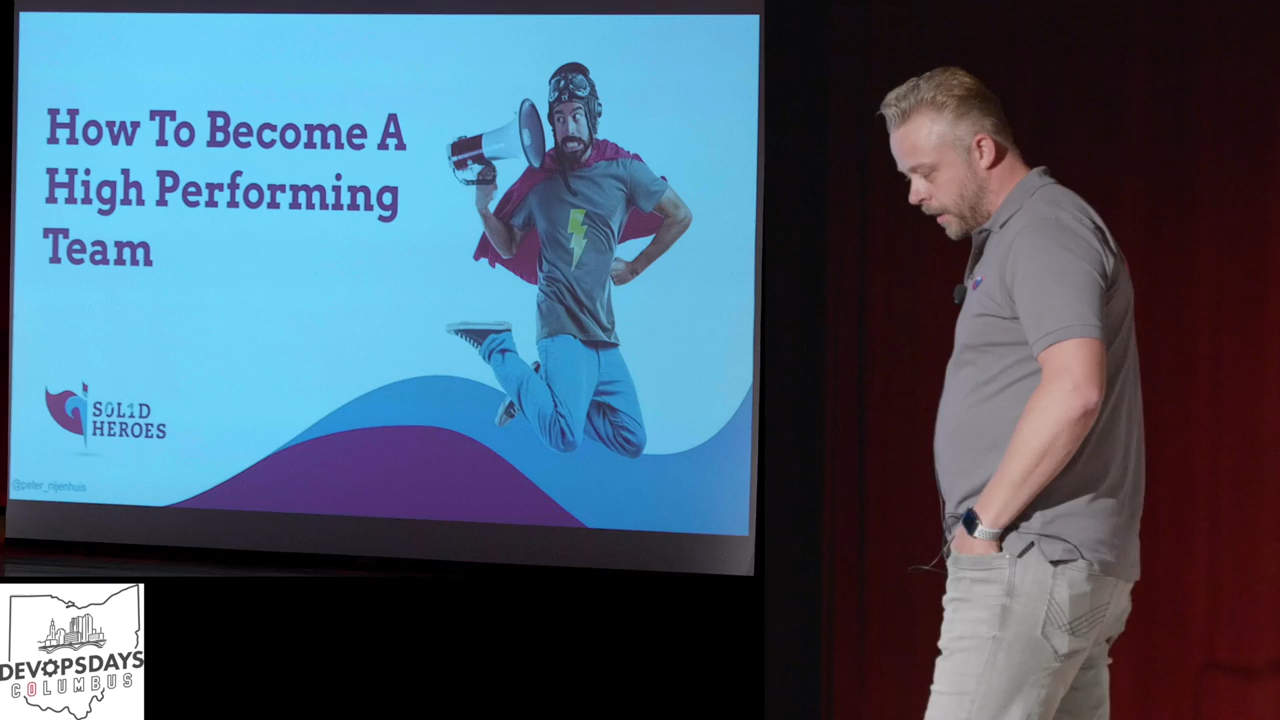 How To Become A
High Performing
Team
SOL1D
HEROES
@peter_nijenhuis
DEVOPSDAYS
COLUMBUS